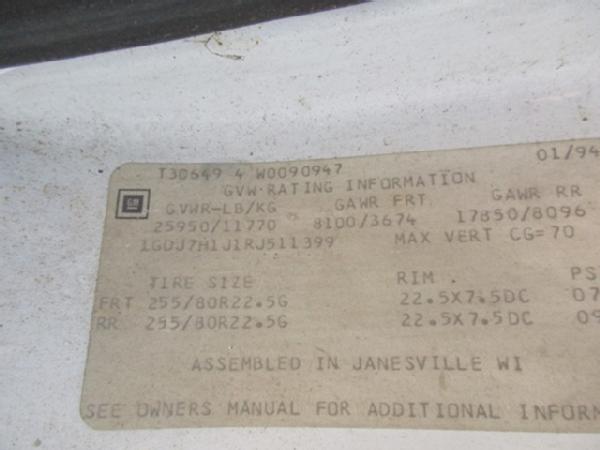 T30649 4 W0090947 01/94
GVW-RATING INFORMATION
GM GVWR-LB/KG GAWR FRT. GAWR RR
25950/11770 8100/3674 17850/8096
1GDJ7H1J1RJ511399 MAX VERT CG=70
TIRE SIZE RIM . PS
FRT 255/80R22.5G 22.5X7.5DC 07
RR 255/80R22.5G 22.5X7.5DC 09
ASSEMBLED IN JANESVILLE WI
SEE OWNERS MANUAL FOR ADDITIONAL INFORM